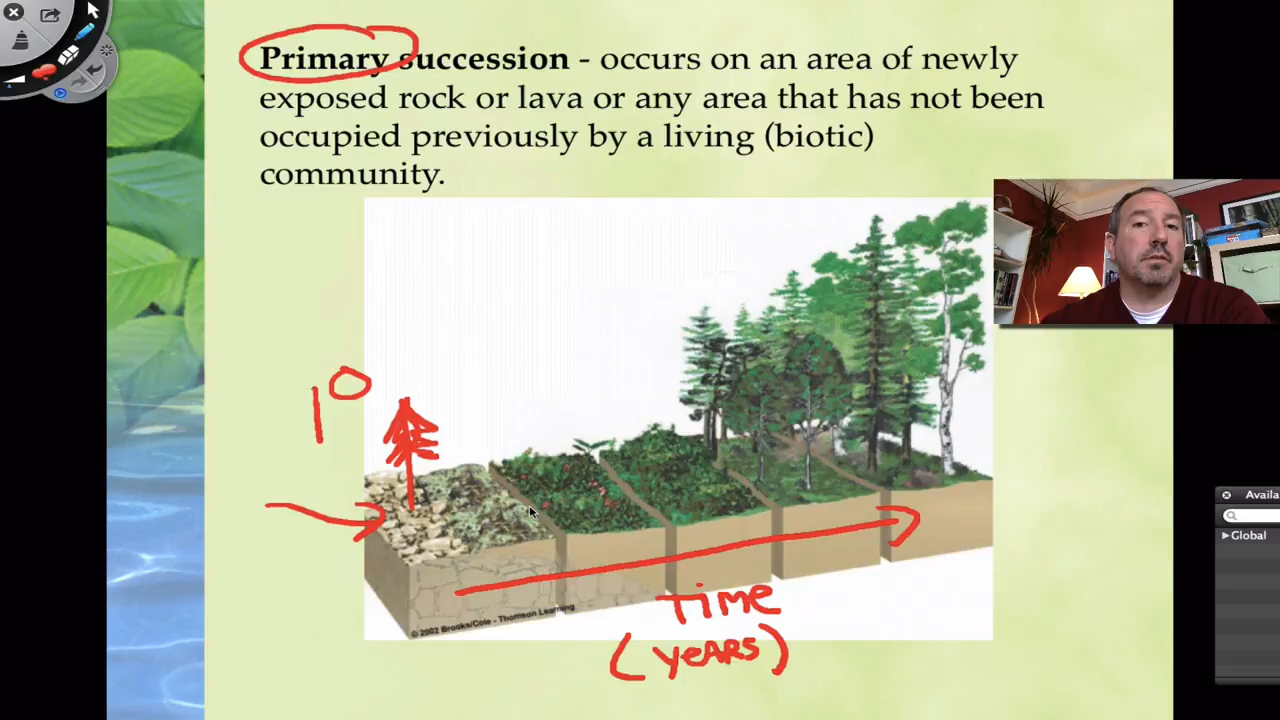 Primary succession - occurs on an area of newly
exposed rock or lava or any area that has not been
occupied previously by a living (biotic)
community.
1°
Time
(years)
© 2002 Brooks/Cole - Thomson Learning
Availa
Global